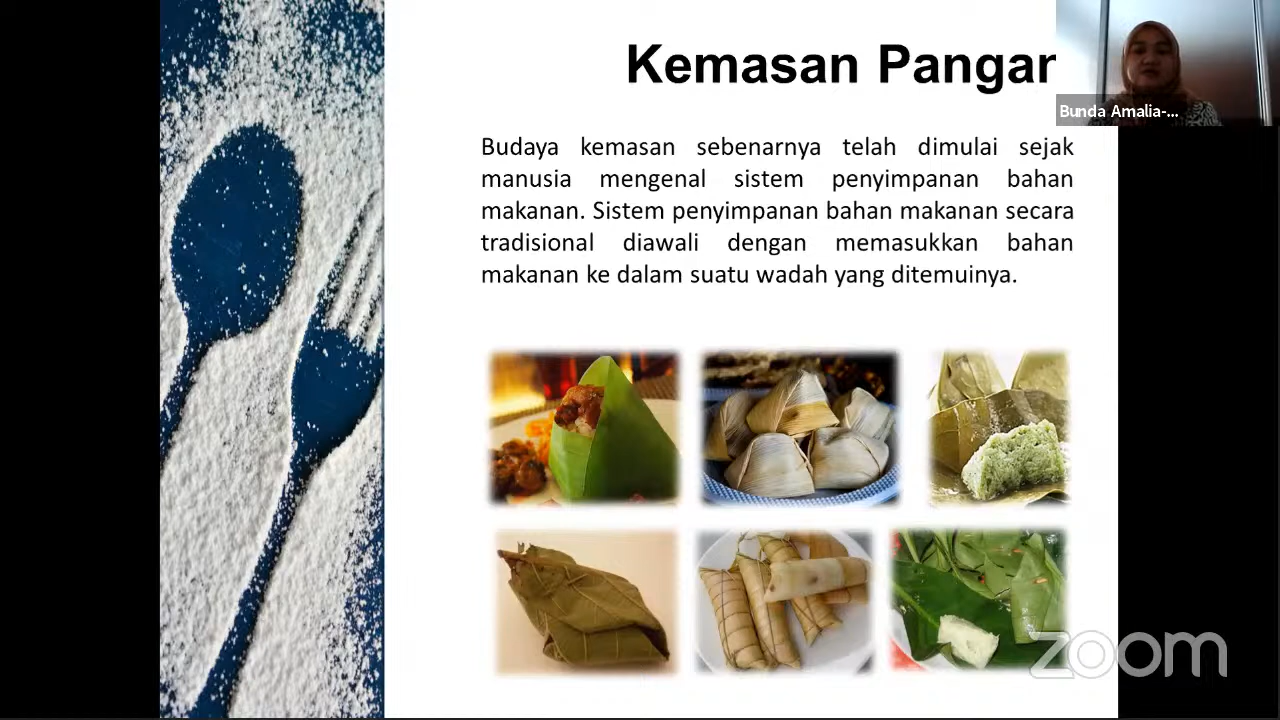 Kemasan Pangan
Bunda Amalia-...
Budaya kemasan sebenarnya telah dimulai sejak
manusia mengenal sistem penyimpanan bahan
makanan. Sistem penyimpanan bahan makanan secara
tradisional diawali dengan memasukkan bahan
makanan ke dalam suatu wadah yang ditemuinya.
zoom